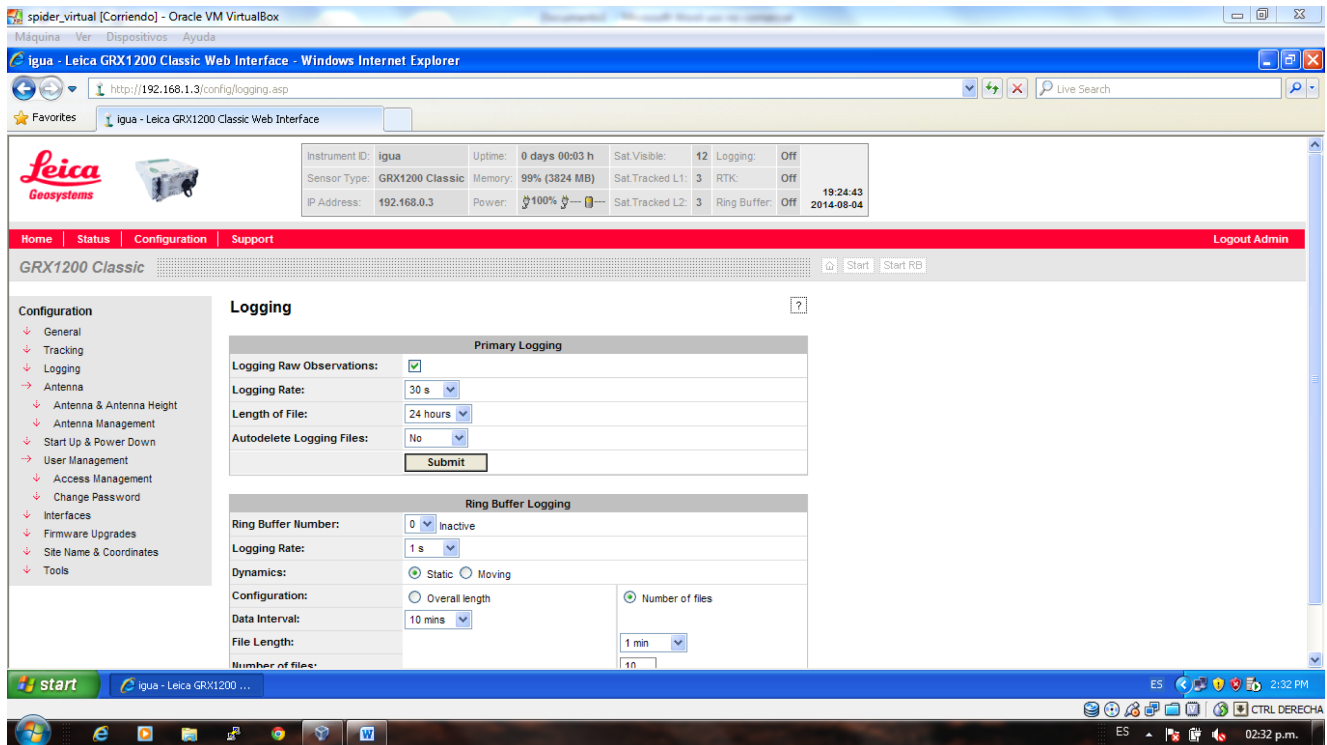 spider_virtual [Corriendo] - Oracle VM VirtualBox
Máquina Ver Dispositivos Ayuda
igua - Leica GRX1200 Classic Web Interface - Windows Internet Explorer
http://192.168.1.3/config/logging.asp
Live Search
Favorites
igua - Leica GRX1200 Classic Web Interface
Leica
Geosystems
Instrument ID: igua Uptime: 0 days 00:03 h Sat.Visible: 12 Logging: Off
Sensor Type: GRX1200 Classic Memory: 99% (3824 MB) Sat.Tracked L1: 3 RTK: Off
IP Address: 192.168.0.3 Power: 100% --- --- Sat.Tracked L2: 3 Ring Buffer: Off
19:24:43
2014-08-04
Home Status Configuration Support Logout Admin
GRX1200 Classic Start Start RB
Configuration
General
Tracking
Logging
Antenna
Antenna & Antenna Height
Antenna Management
Start Up & Power Down
User Management
Access Management
Change Password
Interfaces
Firmware Upgrades
Site Name & Coordinates
Tools
Logging ?
Primary Logging
Logging Raw Observations:
Logging Rate: 30 s
Length of File: 24 hours
Autodelete Logging Files: No
Submit
Ring Buffer Logging
Ring Buffer Number: 0 Inactive
Logging Rate: 1 s
Dynamics: Static Moving
Configuration: Overall length Number of files
Data Interval: 10 mins
File Length: 1 min
Number of files: 10
start igua - Leica GRX1200 ... ES 2:32 PM
CTRL DERECHA
ES 02:32 p.m.